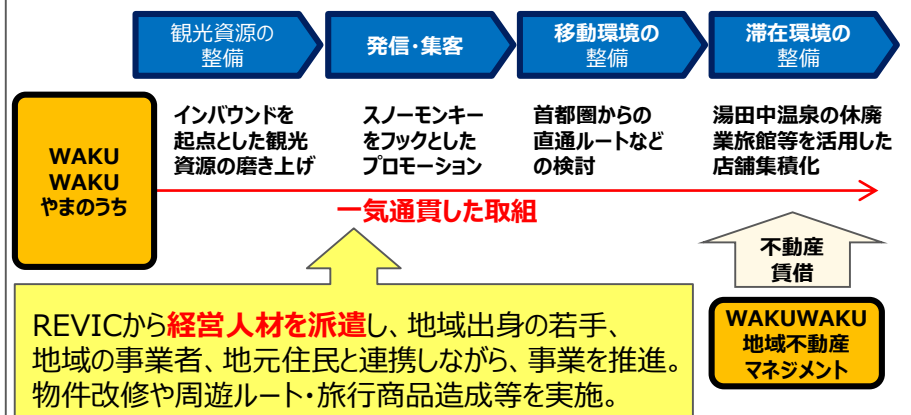 観光資源の
整備
発信・集客
移動環境の
整備
滞在環境の
整備
WAKU
WAKU
やまのうち
インバウンドを
起点とした観光
資源の磨き上げ
スノーモンキー
をフックとした
プロモーション
首都圏からの
直通ルートなど
の検討
湯田中温泉の休廃
業旅館等を活用した
店舗集積化
一気通貫した取組
不動産
賃借
REVICから経営人材を派遣し、地域出身の若手、
地域の事業者、地元住民と連携しながら、事業を推進。
物件改修や周遊ルート・旅行商品造成等を実施。
WAKUWAKU
地域不動産
マネジメント